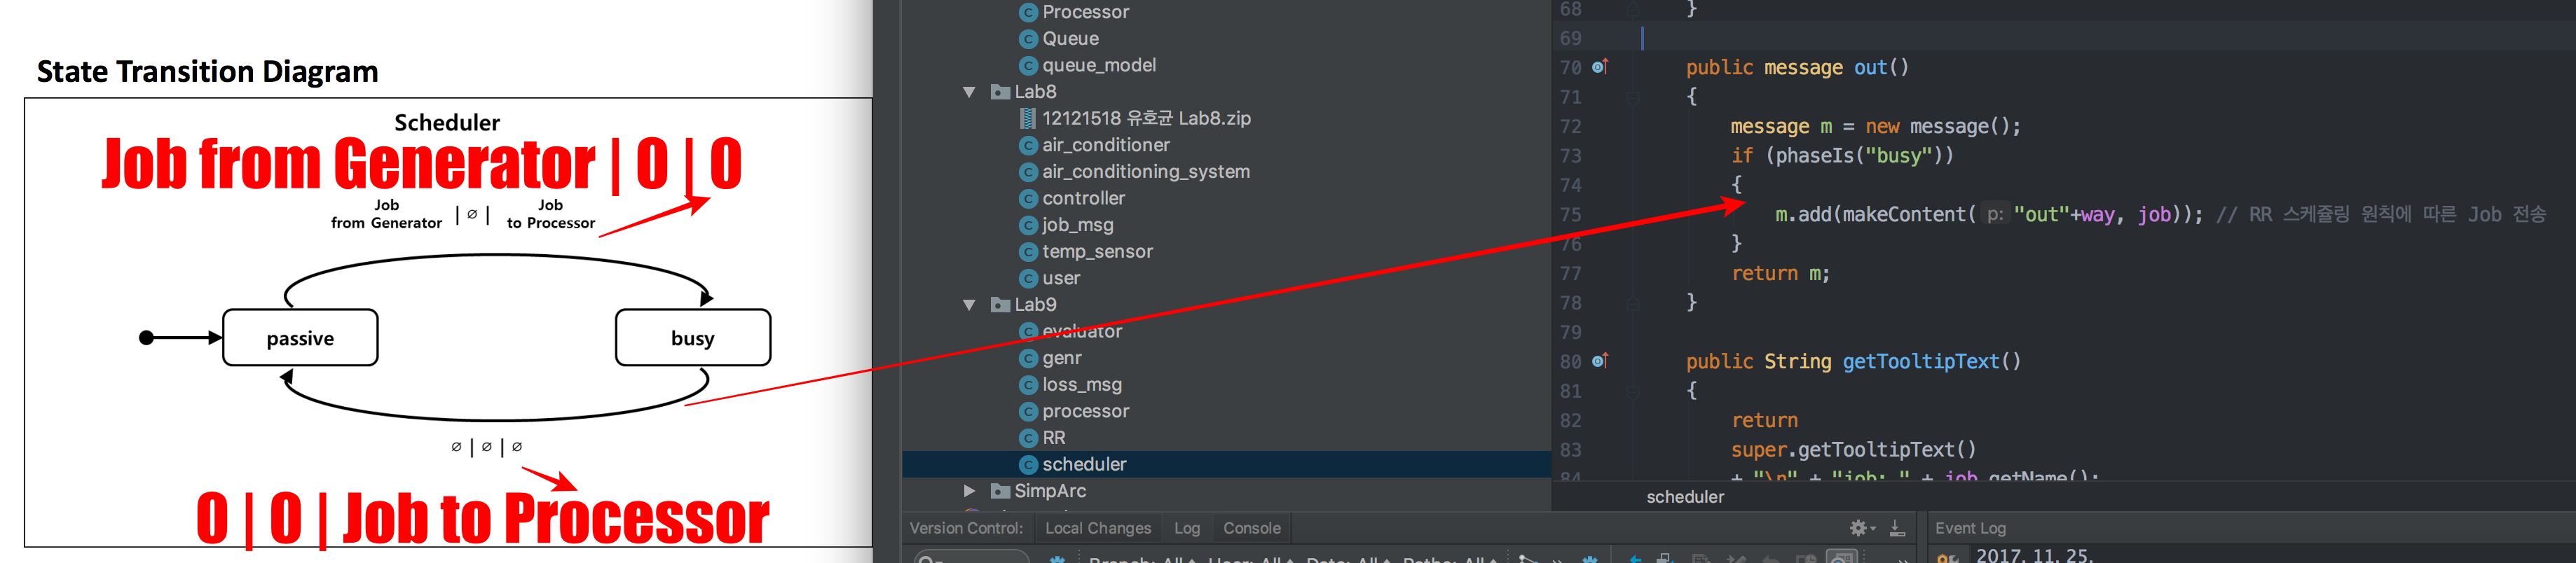 State Transition Diagram
Scheduler
Job from Generator | 0 | 0
Job
from Generator
| ∅ |
Job
to Processor
passive
busy
∅ | ∅ | ∅
0 | 0 | Job to Processor
Processor
Queue
queue_model
Lab8
12121518 유호균 Lab8.zip
air_conditioner
air_conditioning_system
controller
job_msg
temp_sensor
user
Lab9
evaluator
genr
loss_msg
processor
RR
scheduler
SimpArc
68 }
69
70 public message out()
71 {
72 message m = new message();
73 if (phaseIs("busy"))
74 {
75 m.add(makeContent( p: "out"+way, job)); // RR 스케쥴링 원칙에 따른 Job 전송
76 }
77 return m;
78 }
79
80 public String getTooltipText()
81 {
82 return
83 super.getTooltipText()
84 + "\n" + "job: " + job.getName();
scheduler
Version Control: Local Changes Log Console
Event Log
Branch: All User: All Date: All Paths: All
2017. 11. 25.